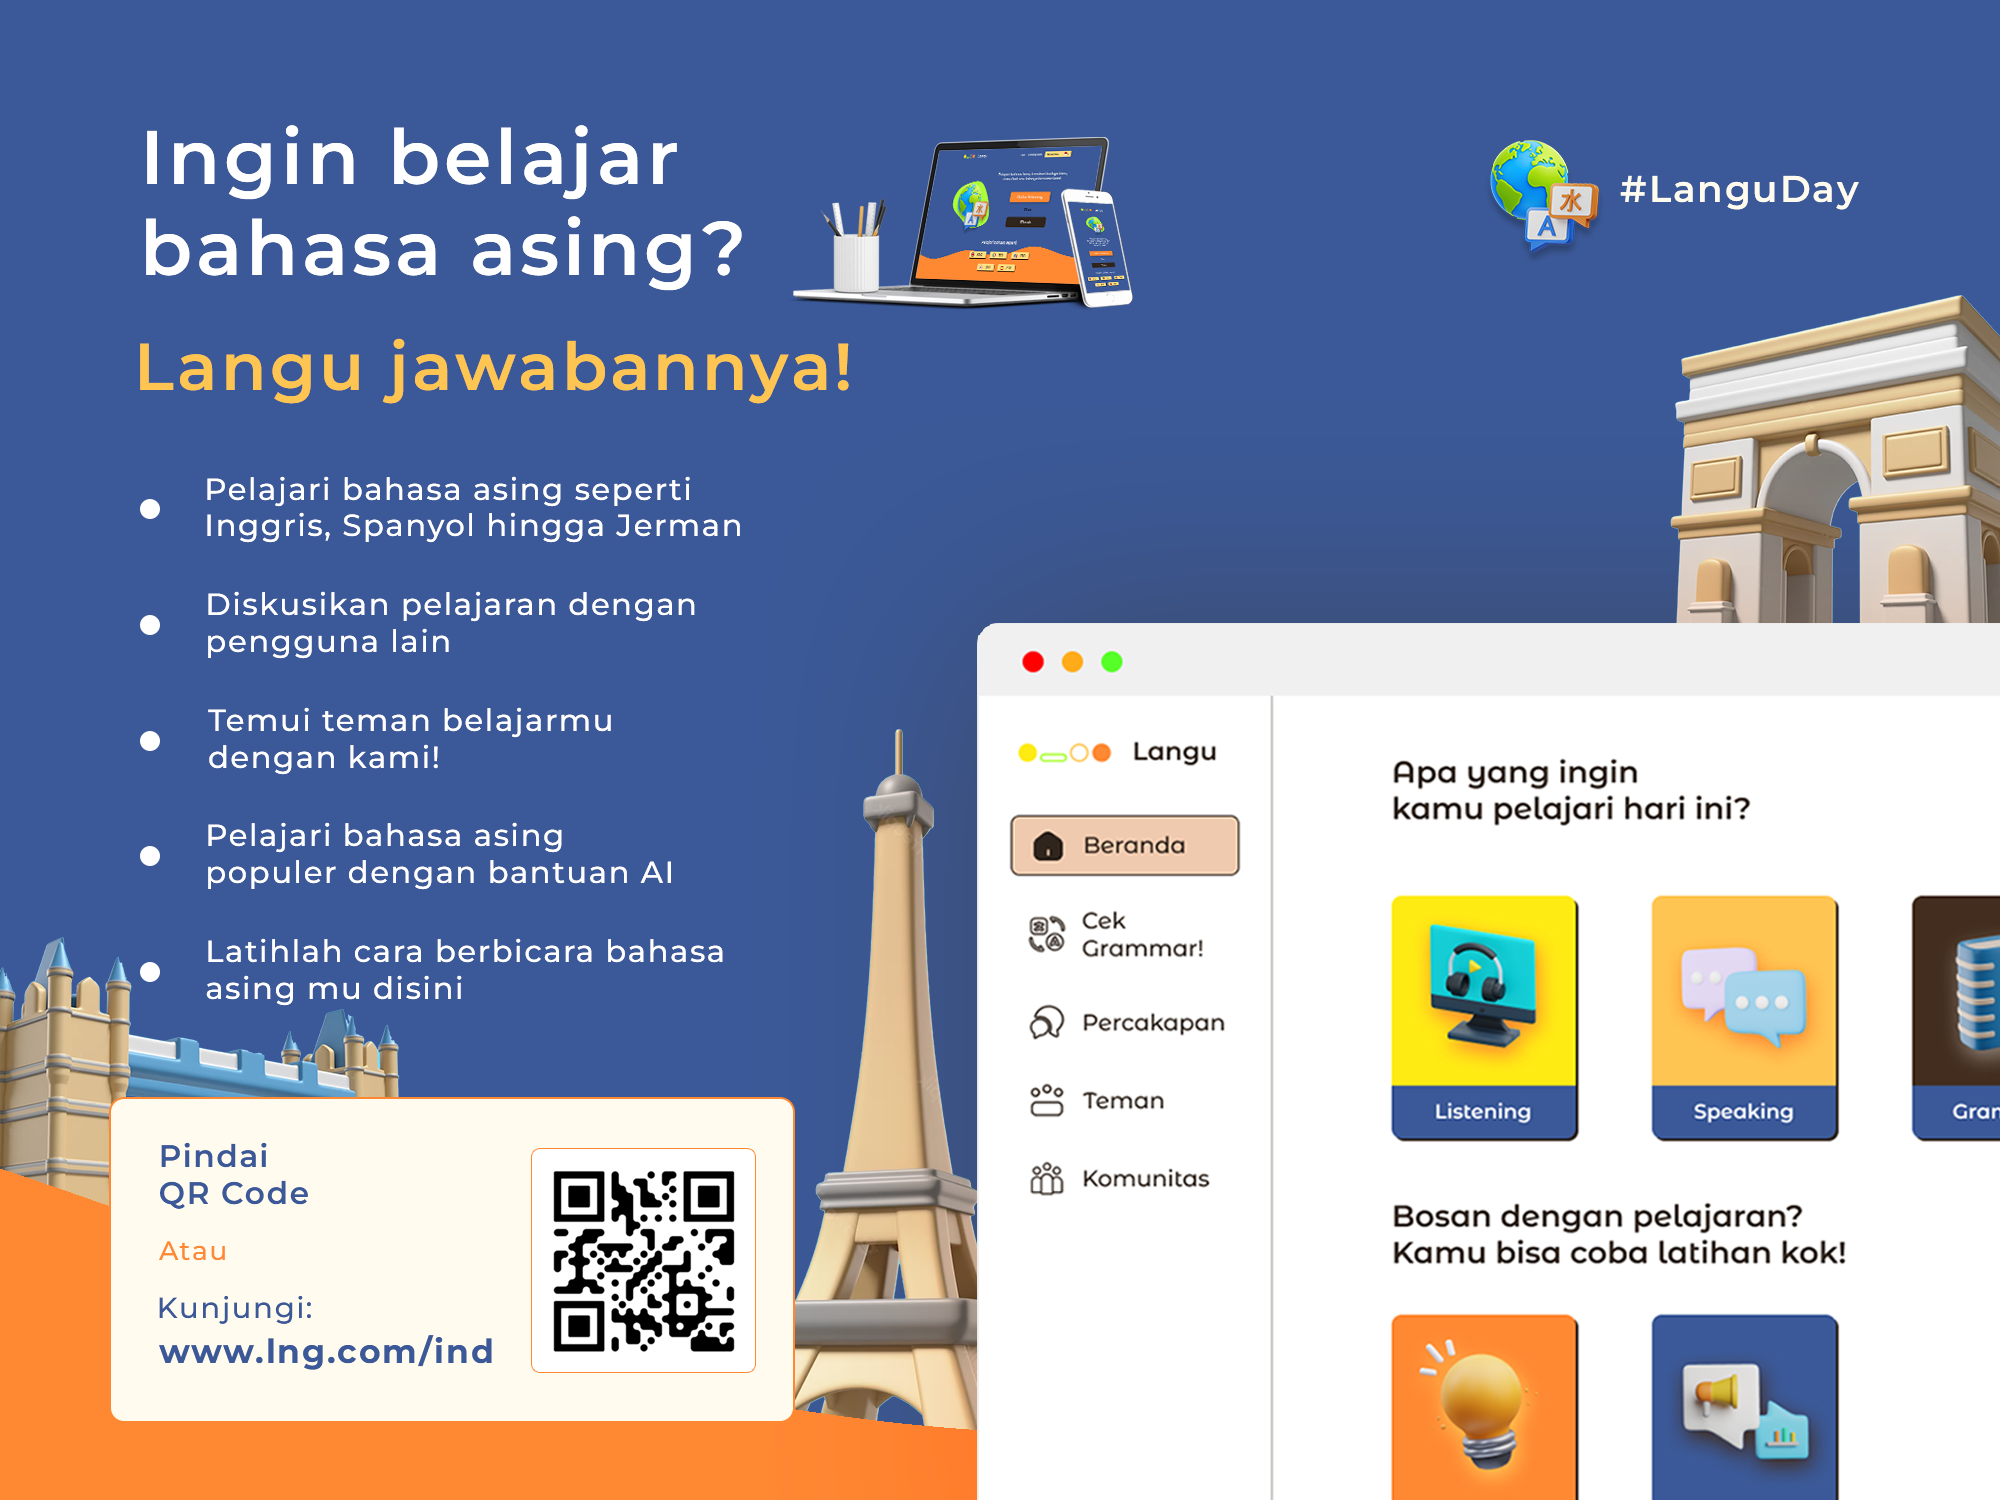 Ingin belajar
bahasa asing?
Langu jawabannya!
#LanguDay
水
A
Pelajari bahasa asing seperti
Inggris, Spanyol hingga Jerman
Diskusikan pelajaran dengan
pengguna lain
Temui teman belajarmu
dengan kami!
Pelajari bahasa asing
populer dengan bantuan AI
Latihlah cara berbicara bahasa
asing mu disini
Pindai
QR Code
Atau
Kunjungi:
www.lng.com/ind
Langu
Beranda
Cek
Grammar!
Percakapan
Teman
Komunitas
Apa yang ingin
kamu pelajari hari ini?
Listening
Speaking
Gran
Bosan dengan pelajaran?
Kamu bisa coba latihan kok!